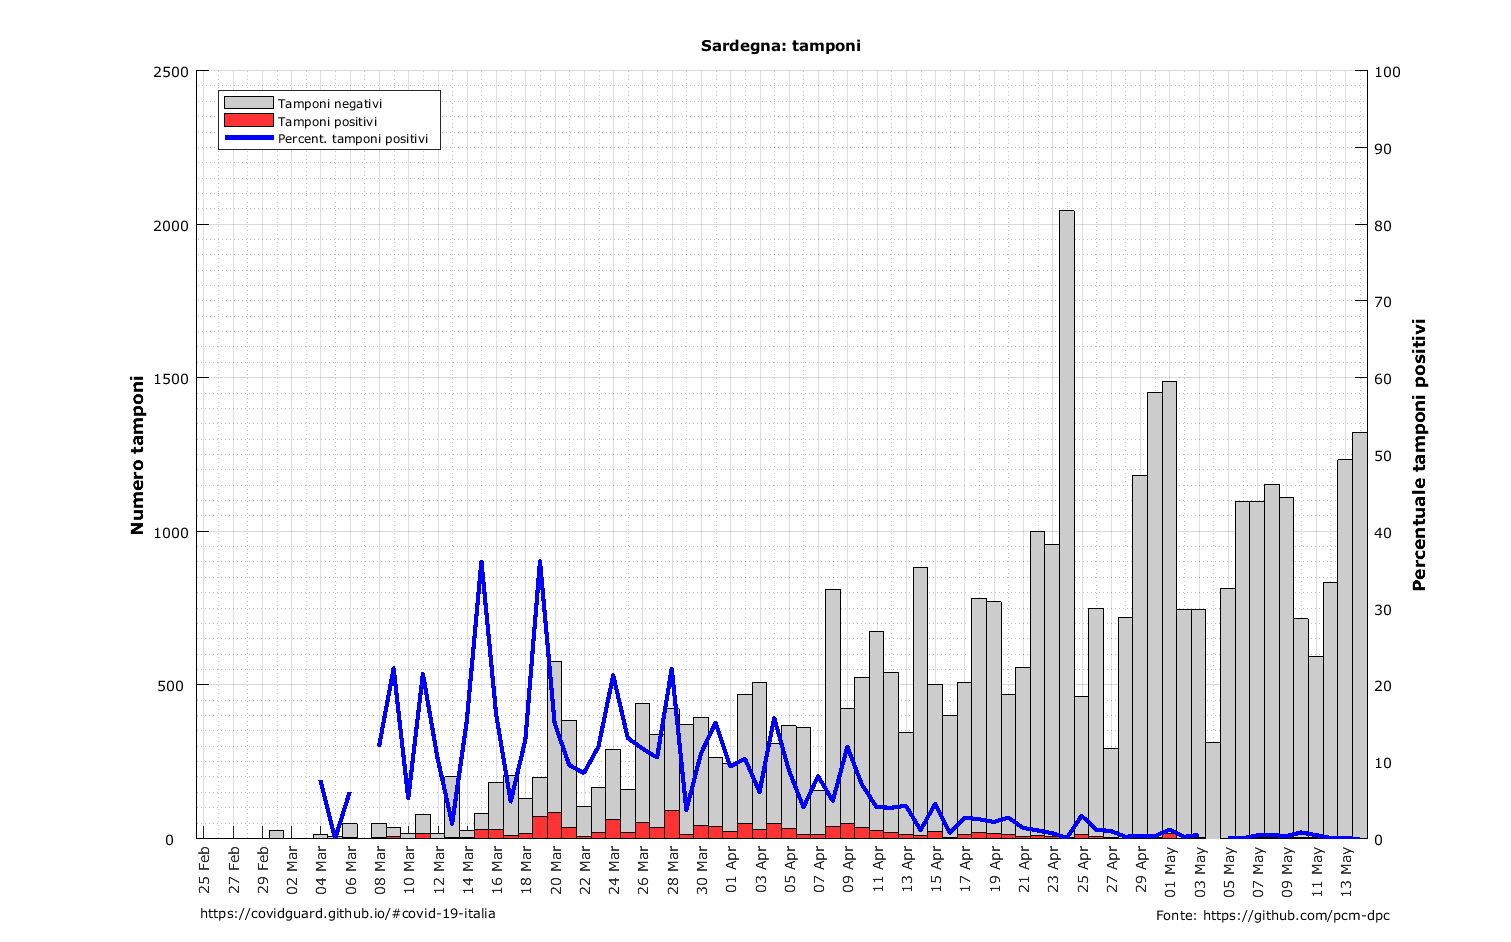 Sardegna: tamponi
Tamponi negativi
Tamponi positivi
Percent. tamponi positivi
Numero tamponi
2500
2000
1500
1000
500
0
Percentuale tamponi positivi
100
90
80
70
60
50
40
30
20
10
0
25 Feb
27 Feb
29 Feb
02 Mar
04 Mar
06 Mar
08 Mar
10 Mar
12 Mar
14 Mar
16 Mar
18 Mar
20 Mar
22 Mar
24 Mar
26 Mar
28 Mar
30 Mar
01 Apr
03 Apr
05 Apr
07 Apr
09 Apr
11 Apr
13 Apr
15 Apr
17 Apr
19 Apr
21 Apr
23 Apr
25 Apr
27 Apr
29 Apr
01 May
03 May
05 May
07 May
09 May
11 May
13 May
https://covidguard.github.io/#covid-19-italia
Fonte: https://github.com/pcm-dpc